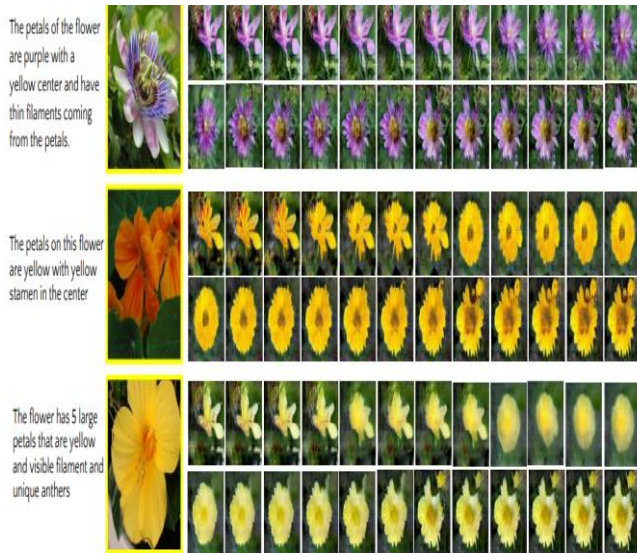 The petals of the flower
are purple with a
yellow center and have
thin filaments coming
from the petals.
The petals on this flower
are yellow with yellow
stamen in the center
The flower has 5 large
petals that are yellow
and visible filament and
unique anthers